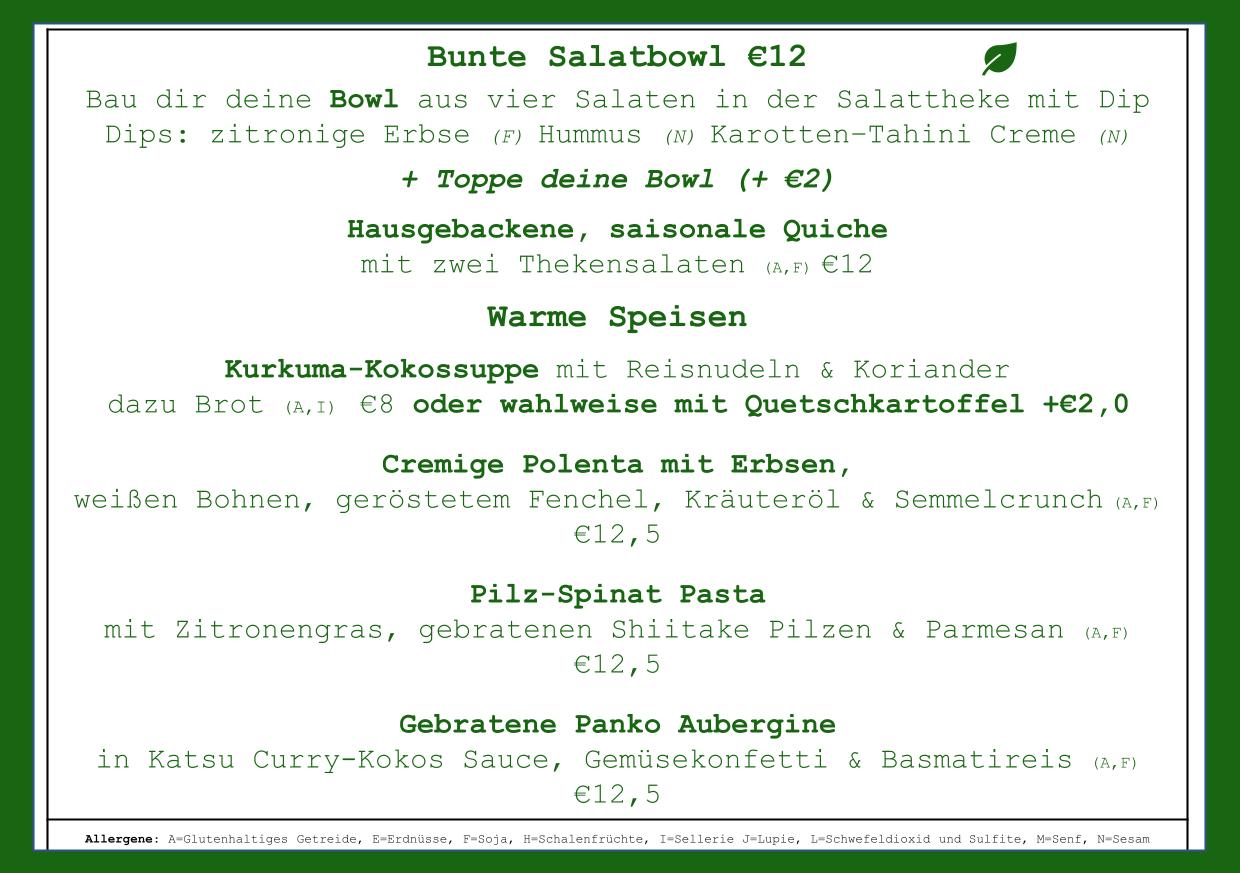 Bunte Salatbowl €12
Bau dir deine Bowl aus vier Salaten in der Salattheke mit Dip
Dips: zitronige Erbse (F) Hummus (N) Karotten-Tahini Creme (N)
+ Toppe deine Bowl (+ €2)
Hausgebackene, saisonale Quiche
mit zwei Thekensalaten (A,F) €12
Warme Speisen
Kurkuma-Kokossuppe mit Reisnudeln & Koriander
dazu Brot (A,I) €8 oder wahlweise mit Quetschkartoffel +€2,0
Cremige Polenta mit Erbsen,
weißen Bohnen, geröstetem Fenchel, Kräuteröl & Semmelcrunch (A,F)
€12,5
Pilz-Spinat Pasta
mit Zitronengras, gebratenen Shiitake Pilzen & Parmesan (A,F)
€12,5
Gebratene Panko Aubergine
in Katsu Curry-Kokos Sauce, Gemüsekonfetti & Basmatireis (A,F)
€12,5
Allergene: A=Glutenhaltiges Getreide, E=Erdnüsse, F=Soja, H=Schalenfrüchte, I=Sellerie J=Lupie, L=Schwefeldioxid und Sulfite, M=Senf, N=Sesam